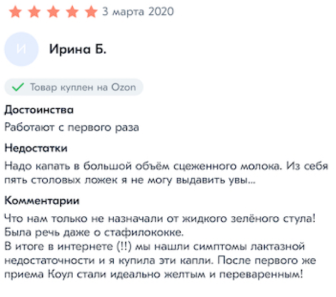 3 марта 2020
И
Ирина Б.
Товар куплен на Ozon
Достоинства
Работают с первого раза
Недостатки
Надо капать в большой объём сцеженного молока. Из себя
пять столовых ложек я не могу выдавить увы...
Комментарии
Что нам только не назначали от жидкого зелёного стула!
Была речь даже о стафилококке.
В итоге в интернете (!!) мы нашли симптомы лактазной
недостаточности и я купила эти капли. После первого же
приема Коул стали идеально желтым и переваренным!